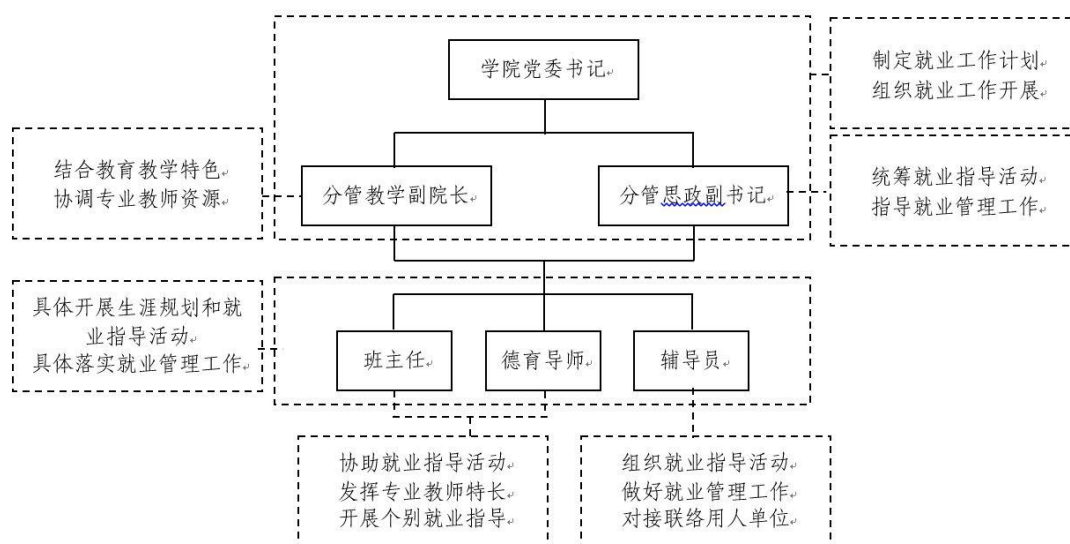 学院党委书记
制定就业工作计划
组织就业工作开展
结合教育教学特色
协调专业教师资源
分管教学副院长
分管思政副书记
统筹就业指导活动
指导就业管理工作
具体开展生涯规划和就
业指导活动
具体落实就业管理工作
班主任
德育导师
辅导员
协助就业指导活动
发挥专业教师特长
开展个别就业指导
组织就业指导活动
做好就业管理工作
对接联络用人单位